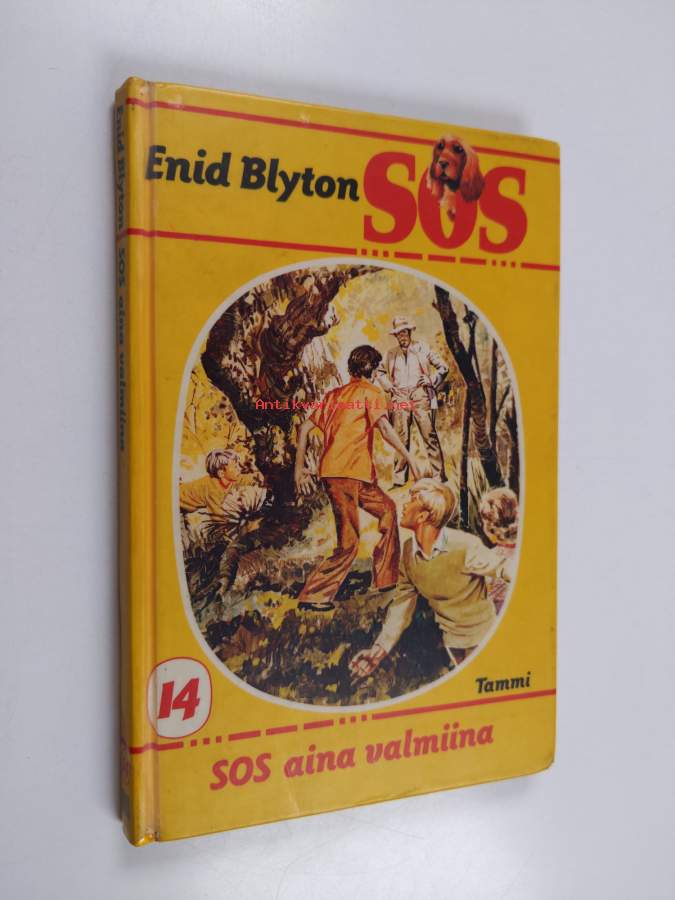 Enid Blyton
SOS
Antikvariaatti.net
14
Tammi
SOS aina valmiina
Enid Blyton SOS aina valmiina